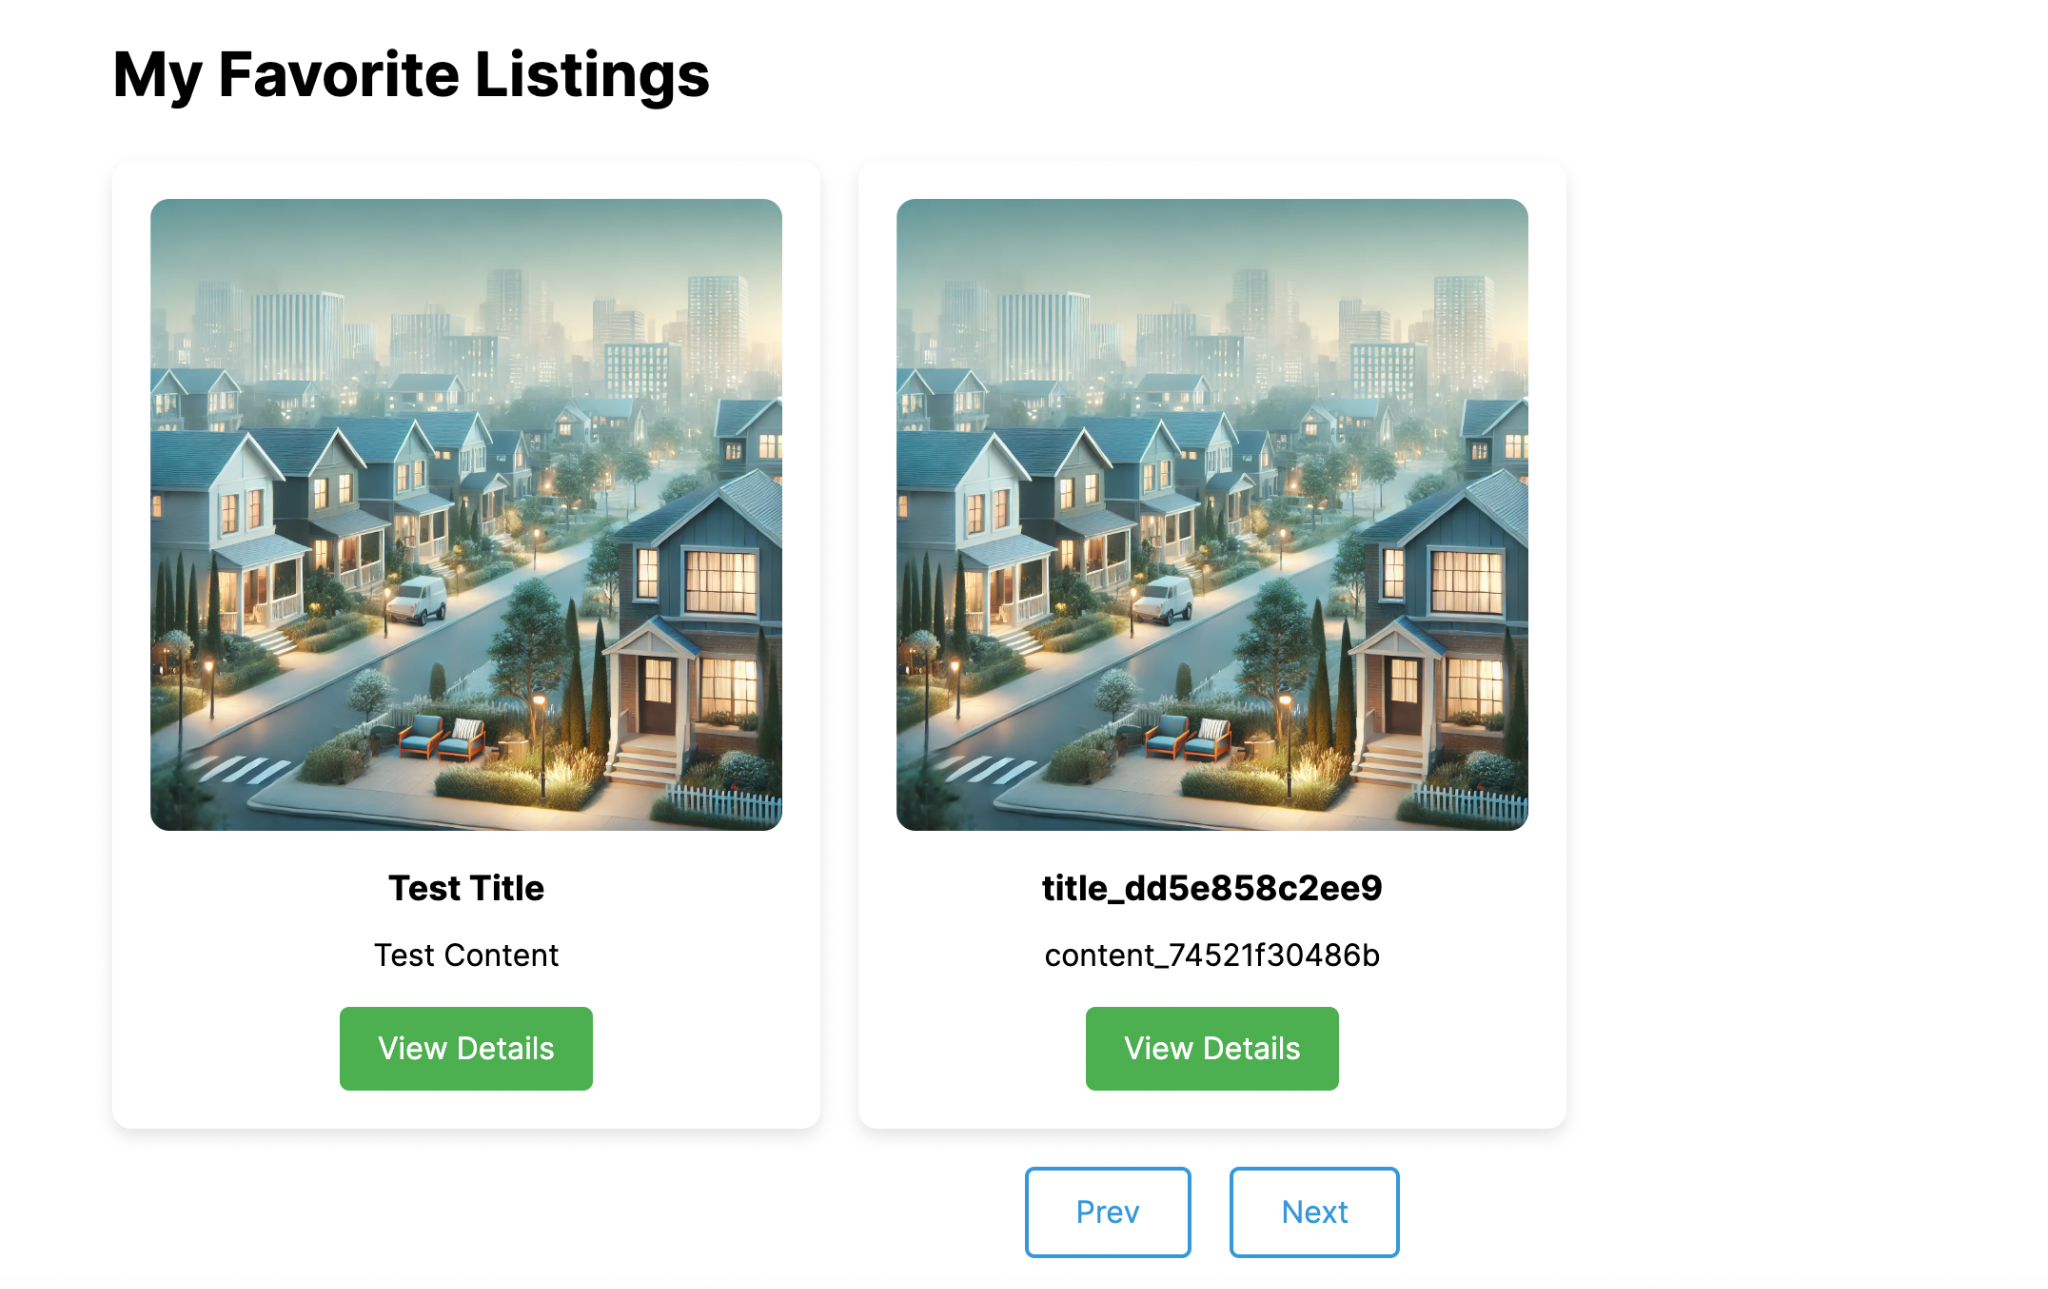 My Favorite Listings
Test Title
Test Content
View Details
title_dd5e858c2ee9
content_74521f30486b
View Details
Prev
Next